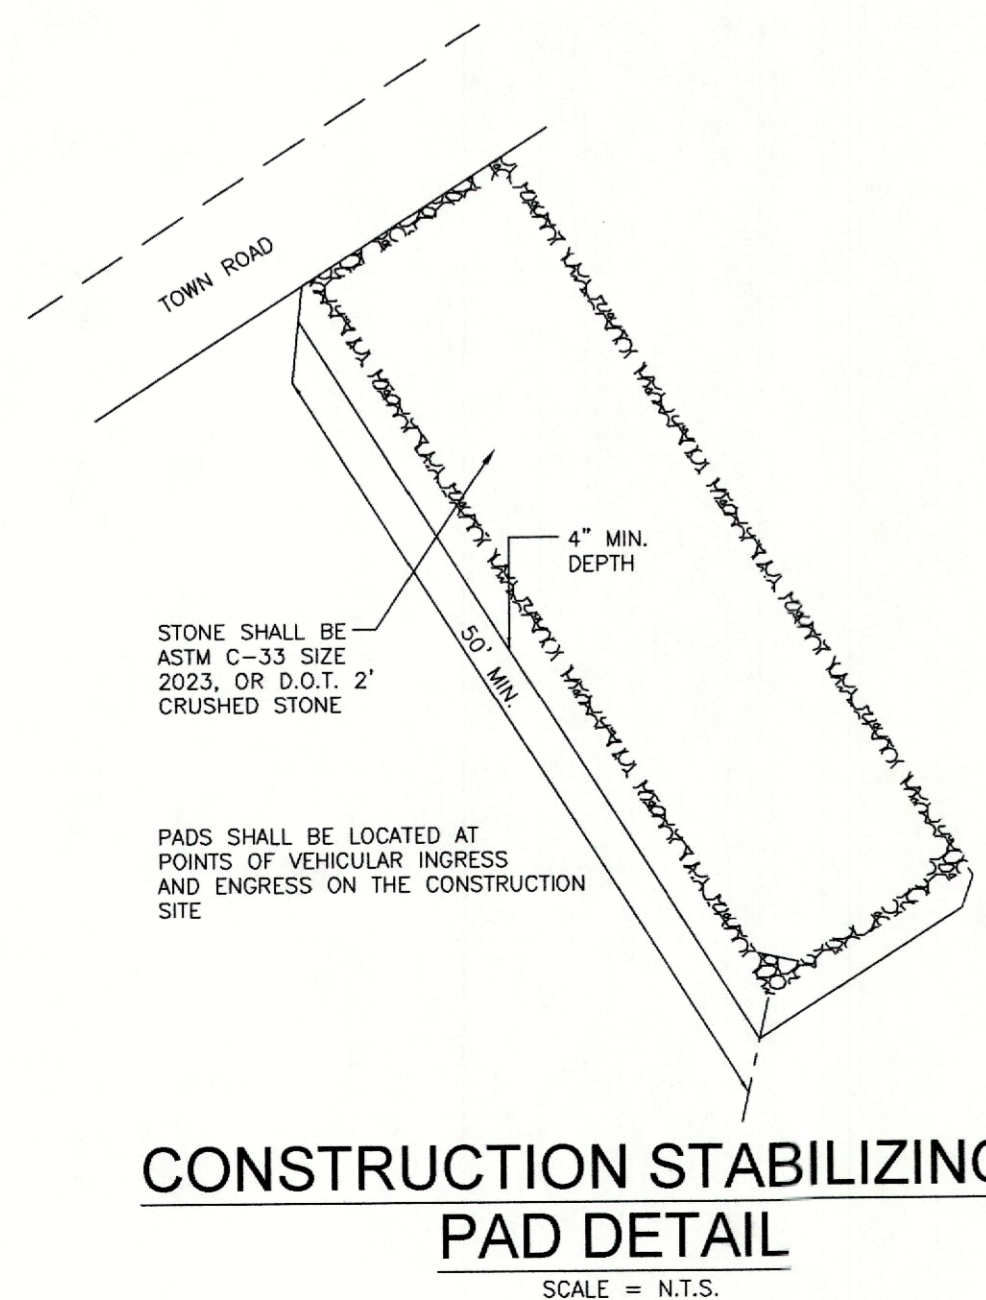 TOWN ROAD
4" MIN.
DEPTH
STONE SHALL BE
ASTM C-33 SIZE
2023, OR D.O.T. 2'
CRUSHED STONE
50' MIN.
PADS SHALL BE LOCATED AT
POINTS OF VEHICULAR INGRESS
AND ENGRESS ON THE CONSTRUCTION
SITE
CONSTRUCTION STABILIZING
PAD DETAIL
SCALE = N.T.S.